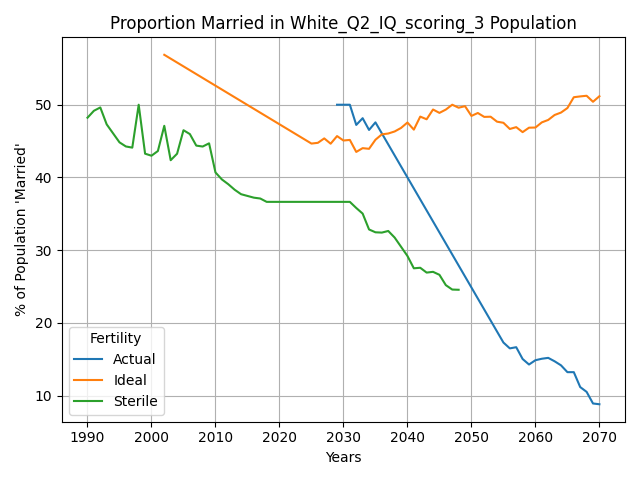 Proportion Married in White_Q2_IQ_scoring_3 Population
% of Population 'Married'
50
40
30
20
10
Fertility
Actual
Ideal
Sterile
1990 2000 2010 2020 2030 2040 2050 2060 2070
Years